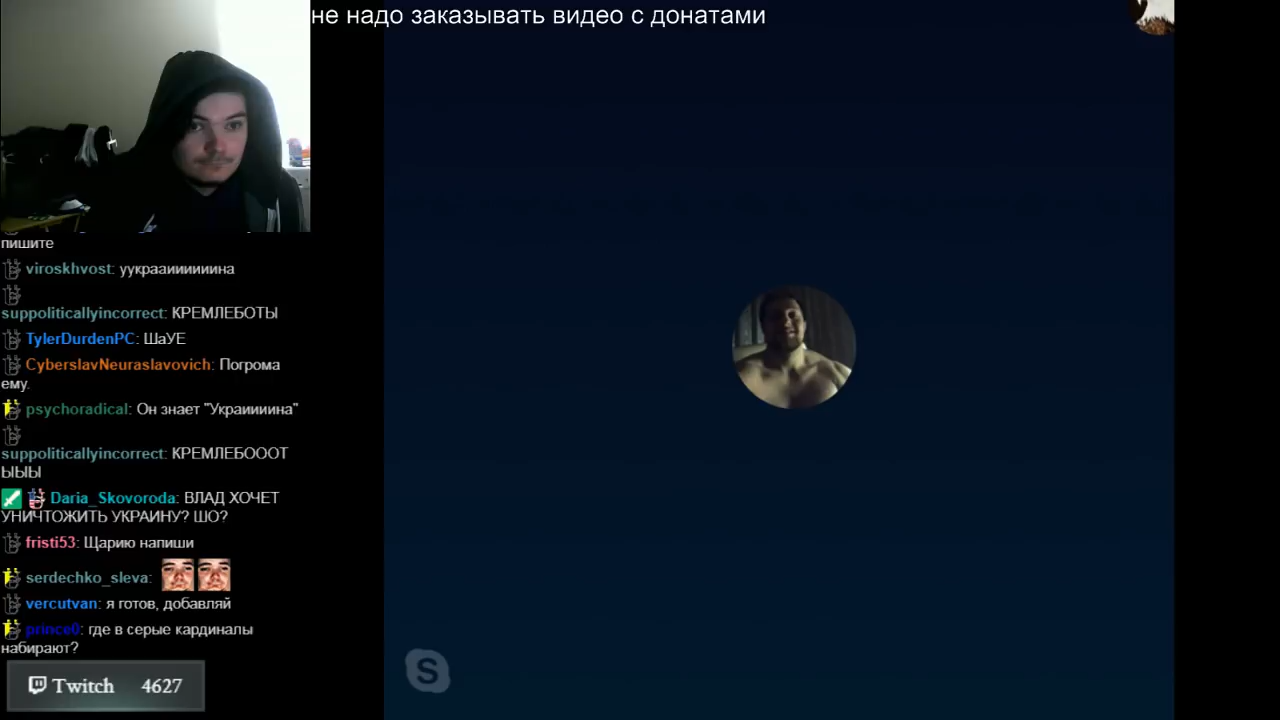 не надо заказывать видео с донатами
пишите
viroskhvost: уукрааиииииина
suppoliticallyincorrect: КРЕМЛЕБОТЫ
TylerDurdenPC: ШаУЕ
CyberslavNeuraslavovich: Погрома
ему.
psychoradical: Он знает "Украиииина"
suppoliticallyincorrect: КРЕМЛЕБОООТ
ЫЫЫ
Daria_Skovoroda: ВЛАД ХОЧЕТ
УНИЧТОЖИТЬ УКРАИНУ? ШО?
fristi53: Щарию напиши
serdechko_sleva:
vercutvan: я готов, добавляй
prince0: где в серые кардиналы
набирают?
Twitch 4627